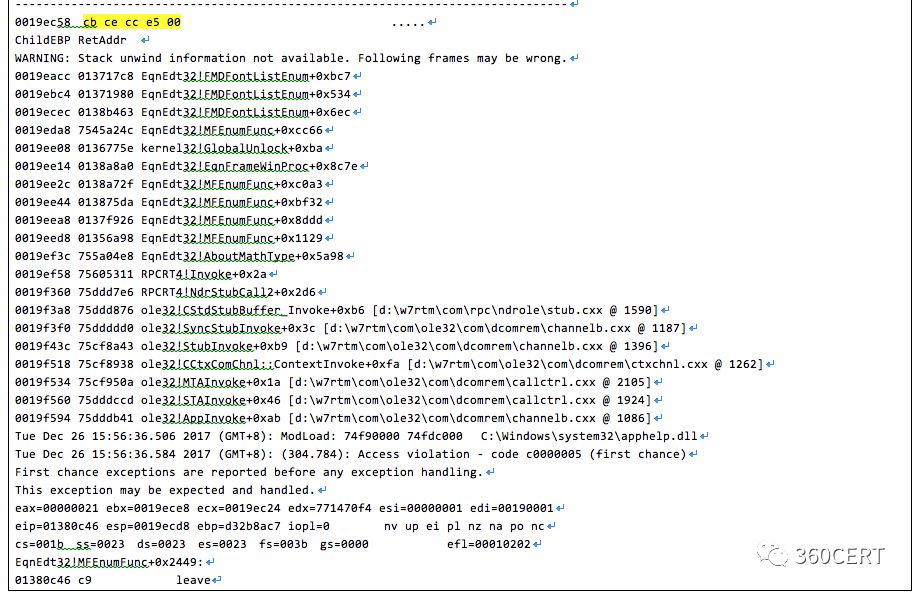 0019ec58 cb ce cc e5 00 .....
ChildEBP RetAddr
WARNING: Stack unwind information not available. Following frames may be wrong.
0019eacc 013717c8 EqnEdt32!FMDFontListEnum+0xbc7
0019ebc4 01371980 EqnEdt32!FMDFontListEnum+0x534
0019ecec 0138b463 EqnEdt32!FMDFontListEnum+0x6ec
0019eda8 7545a24c EqnEdt32!MFEnumFunc+0xcc66
0019ee08 0136775e kernel32!GlobalUnlock+0xba
0019ee14 0138a8a0 EqnEdt32!EqnFrameWinProc+0x8c7e
0019ee2c 0138a72f EqnEdt32!MFEnumFunc+0xc0a3
0019ee44 013875da EqnEdt32!MFEnumFunc+0xbf32
0019eea8 0137f926 EqnEdt32!MFEnumFunc+0x8ddd
0019eed8 01356a98 EqnEdt32!MFEnumFunc+0x1129
0019ef3c 755a04e8 EqnEdt32!AboutMathType+0x5a98
0019ef58 75605311 RPCRT4!Invoke+0x2a
0019f360 75ddd7e6 RPCRT4!NdrStubCall2+0x2d6
0019f3a8 75ddd876 ole32!CStdStubBuffer_Invoke+0xb6 [d:\w7rtm\com\rpc\ndrole\stub.cxx @ 1590]
0019f3f0 75ddddd0 ole32!SyncStubInvoke+0x3c [d:\w7rtm\com\ole32\com\dcomrem\channelb.cxx @ 1187]
0019f43c 75cf8a43 ole32!StubInvoke+0xb9 [d:\w7rtm\com\ole32\com\dcomrem\channelb.cxx @ 1396]
0019f518 75cf8938 ole32!CCtxComChnl::ContextInvoke+0xfa [d:\w7rtm\com\ole32\com\dcomrem\ctxchnl.cxx @ 1262]
0019f534 75cf950a ole32!MTAInvoke+0x1a [d:\w7rtm\com\ole32\com\dcomrem\callctrl.cxx @ 2105]
0019f560 75dddccd ole32!STAInvoke+0x46 [d:\w7rtm\com\ole32\com\dcomrem\callctrl.cxx @ 1924]
0019f594 75dddb41 ole32!AppInvoke+0xab [d:\w7rtm\com\ole32\com\dcomrem\channelb.cxx @ 1086]
Tue Dec 26 15:56:36.506 2017 (GMT+8): ModLoad: 74f90000 74fdc000 C:\Windows\system32\apphelp.dll
Tue Dec 26 15:56:36.584 2017 (GMT+8): (304.784): Access violation - code c0000005 (first chance)
First chance exceptions are reported before any exception handling.
This exception may be expected and handled.
eax=00000021 ebx=0019ece8 ecx=0019ec24 edx=771470f4 esi=00000001 edi=00190001
eip=01380c46 esp=0019ecd8 ebp=d32b8ac7 iopl=0 nv up ei pl nz na po nc
cs=001b ss=0023 ds=0023 es=0023 fs=003b gs=0000 efl=00010202
EqnEdt32!MFEnumFunc+0x2449:
01380c46 c9 leave
360CERT